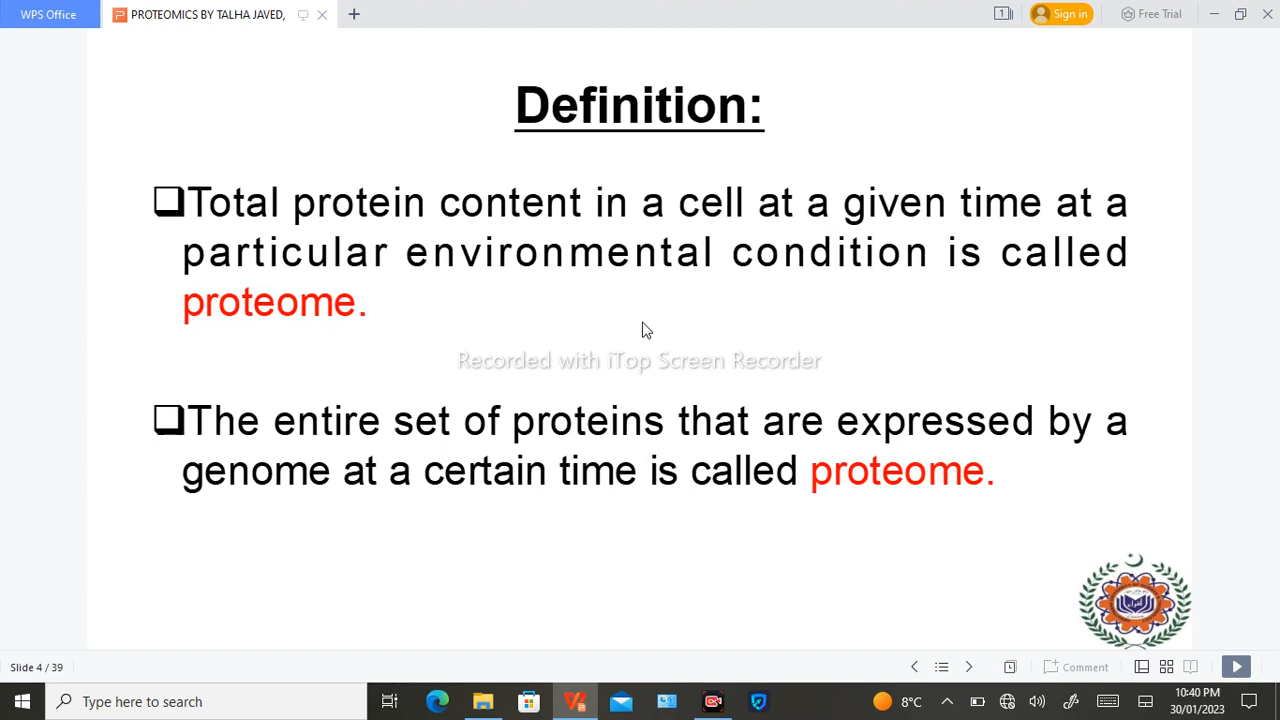 WPS Office
PROTEOMICS BY TALHA JAVED,
1
Sign in
Free Trial
Definition:
Total protein content in a cell at a given time at a
particular environmental condition is called
proteome.
Recorded with iTop Screen Recorder
The entire set of proteins that are expressed by a
genome at a certain time is called proteome.
Slide 4 / 39
Comment
Type here to search
8°C
10:40 PM
30/01/2023